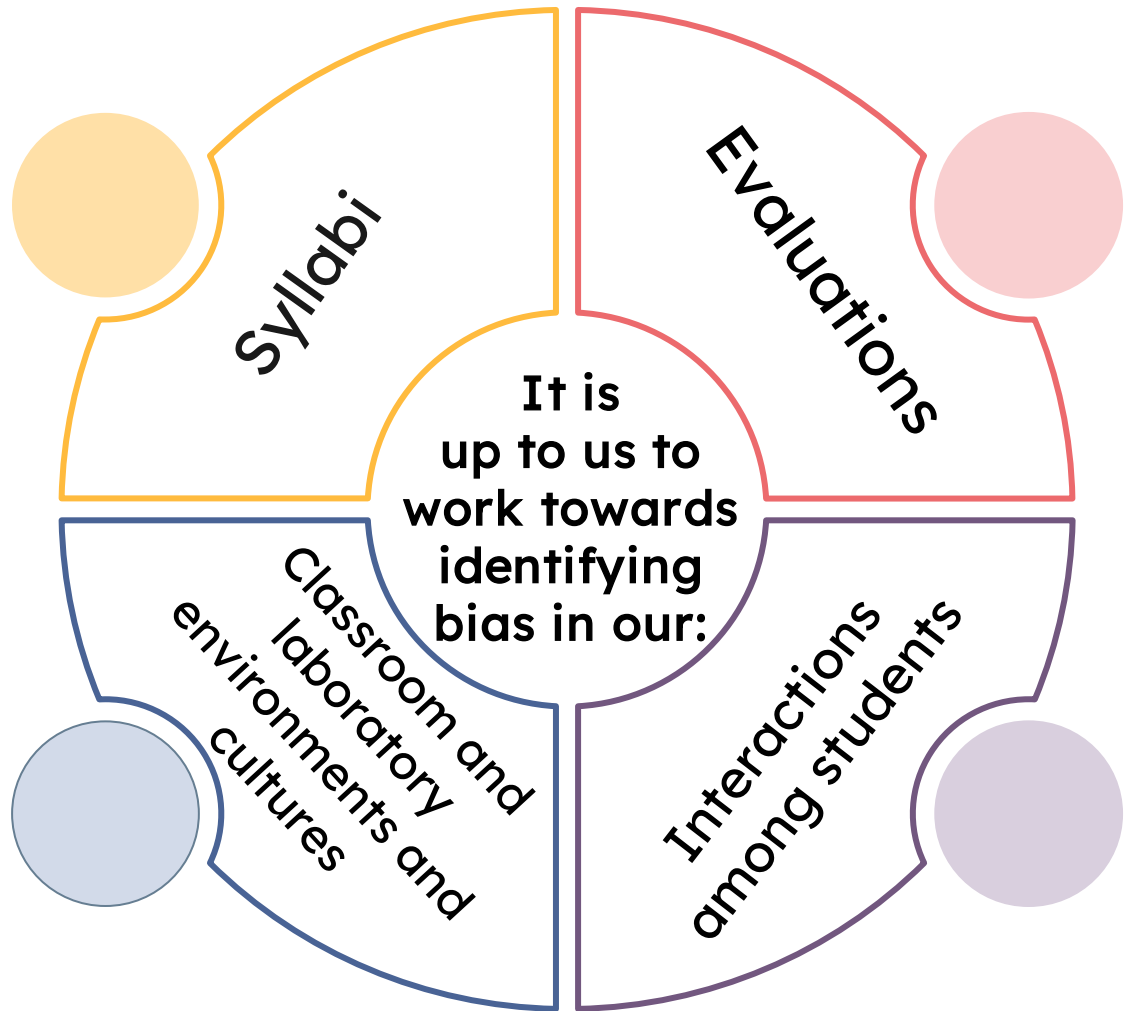 It is
up to us to
work towards
identifying
bias in our:
Syllabi
Evaluations
Classroom and
laboratory
environments and
cultures
Interactions
among students